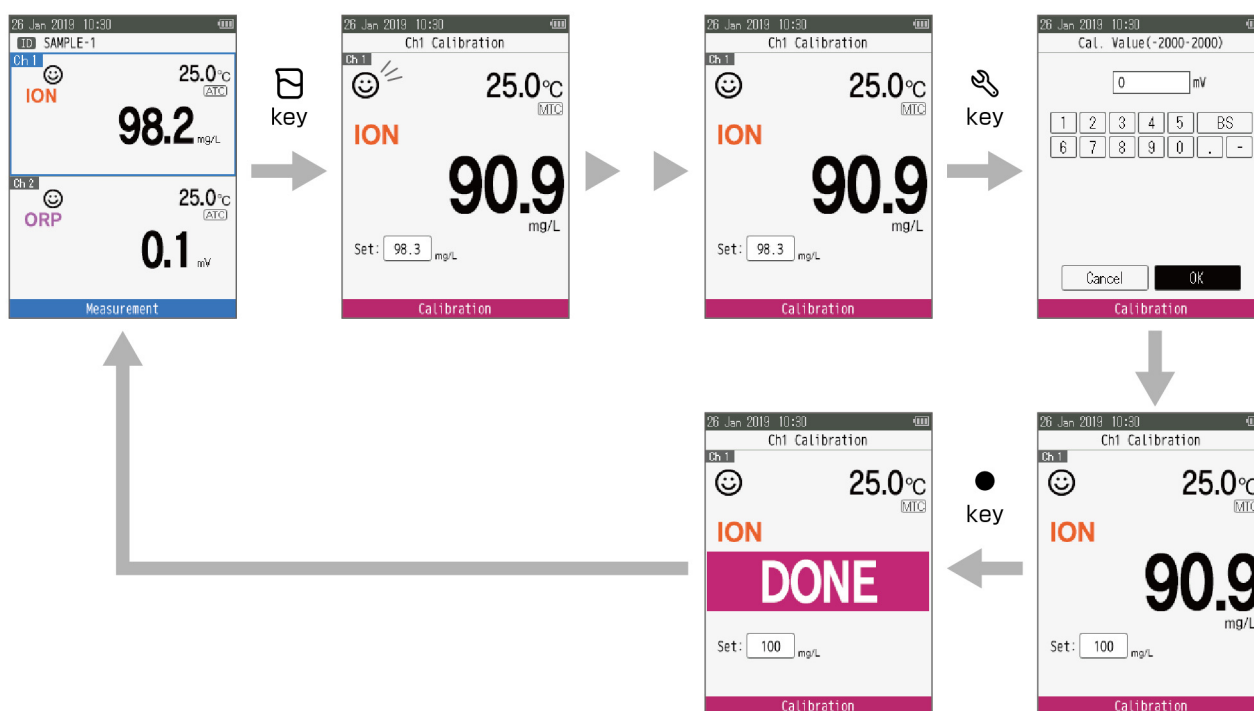 26 Jan 2019 10:30
ID SAMPLE-1
Ch 1
25.0°C
ION
ATC
98.2 mg/L
Ch 2
25.0°C
ORP
ATC
0.1 mV
Measurement
key
26 Jan 2019 10:30
Ch1 Calibration
Ch 1
25.0°C
MTC
ION
90.9
mg/L
Set: 98.3 mg/L
Calibration
26 Jan 2019 10:30
Ch1 Calibration
Ch 1
25.0°C
MTC
ION
90.9
mg/L
Set: 98.3 mg/L
Calibration
key
26 Jan 2019 10:30
Cal. Value(-2000-2000)
0 mV
1 2 3 4 5 BS
6 7 8 9 0 . -
Cancel OK
Calibration
26 Jan 2019 10:30
Ch1 Calibration
Ch 1
25.0°C
MTC
ION
90.9
mg/L
Set: 100 mg/L
Calibration
key
26 Jan 2019 10:30
Ch1 Calibration
Ch 1
25.0°C
MTC
ION
DONE
Set: 100 mg/L
Calibration